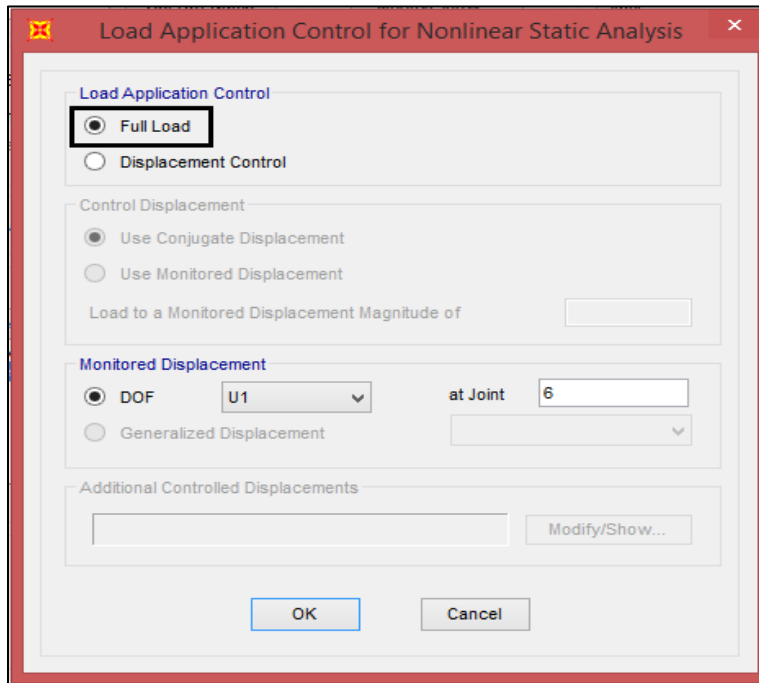 Load Application Control for Nonlinear Static Analysis
Load Application Control
Full Load
Displacement Control
Control Displacement
Use Conjugate Displacement
Use Monitored Displacement
Load to a Monitored Displacement Magnitude of
Monitored Displacement
DOF U1 at Joint 6
Generalized Displacement
Additional Controlled Displacements
Modify/Show...
OK Cancel